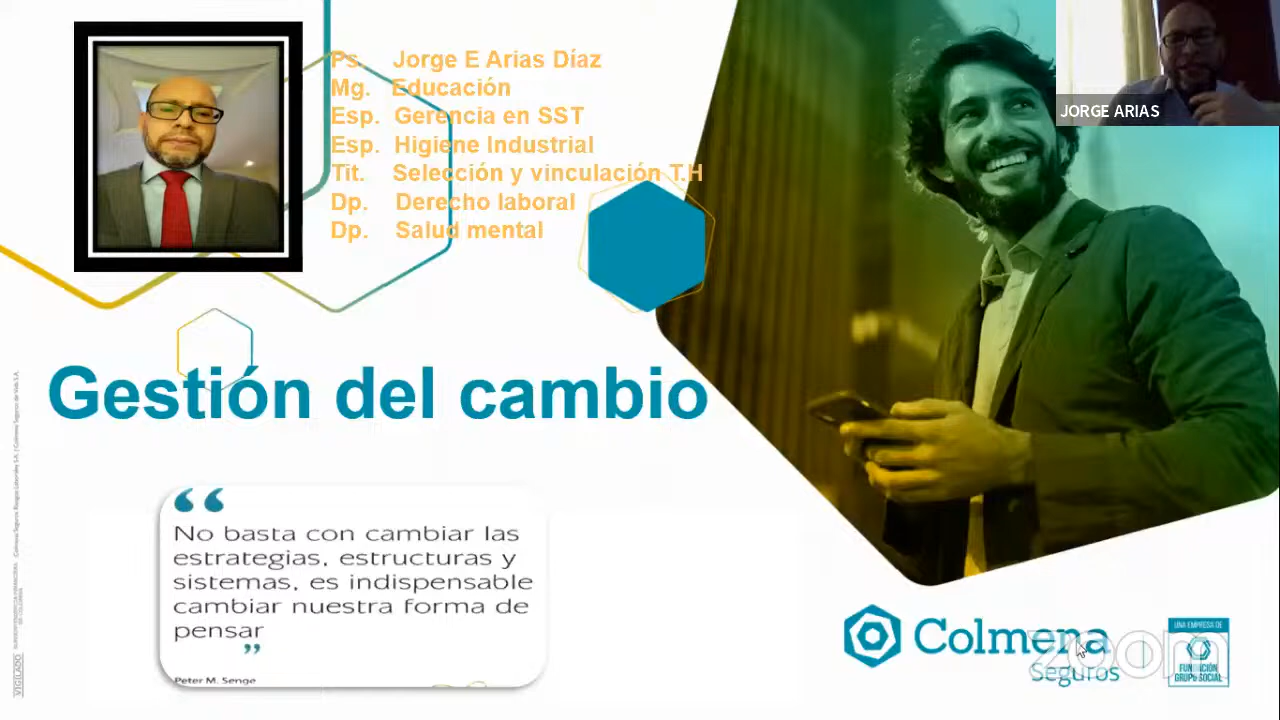 Ps. Jorge E Arias Díaz
Mg. Educación
Esp. Gerencia en SST
Esp. Higiene Industrial
Tit. Selección y vinculación T.H
Dp. Derecho laboral
Dp. Salud mental
JORGE ARIAS
Gestión del cambio
“
No basta con cambiar las
estrategias, estructuras y
sistemas, es indispensable
cambiar nuestra forma de
pensar
”
Peter M. Senge
Colmena
Seguros
zoom
UNA EMPRESA DE
FUNDACIÓN
GRUPO SOCIAL
VIGILADO